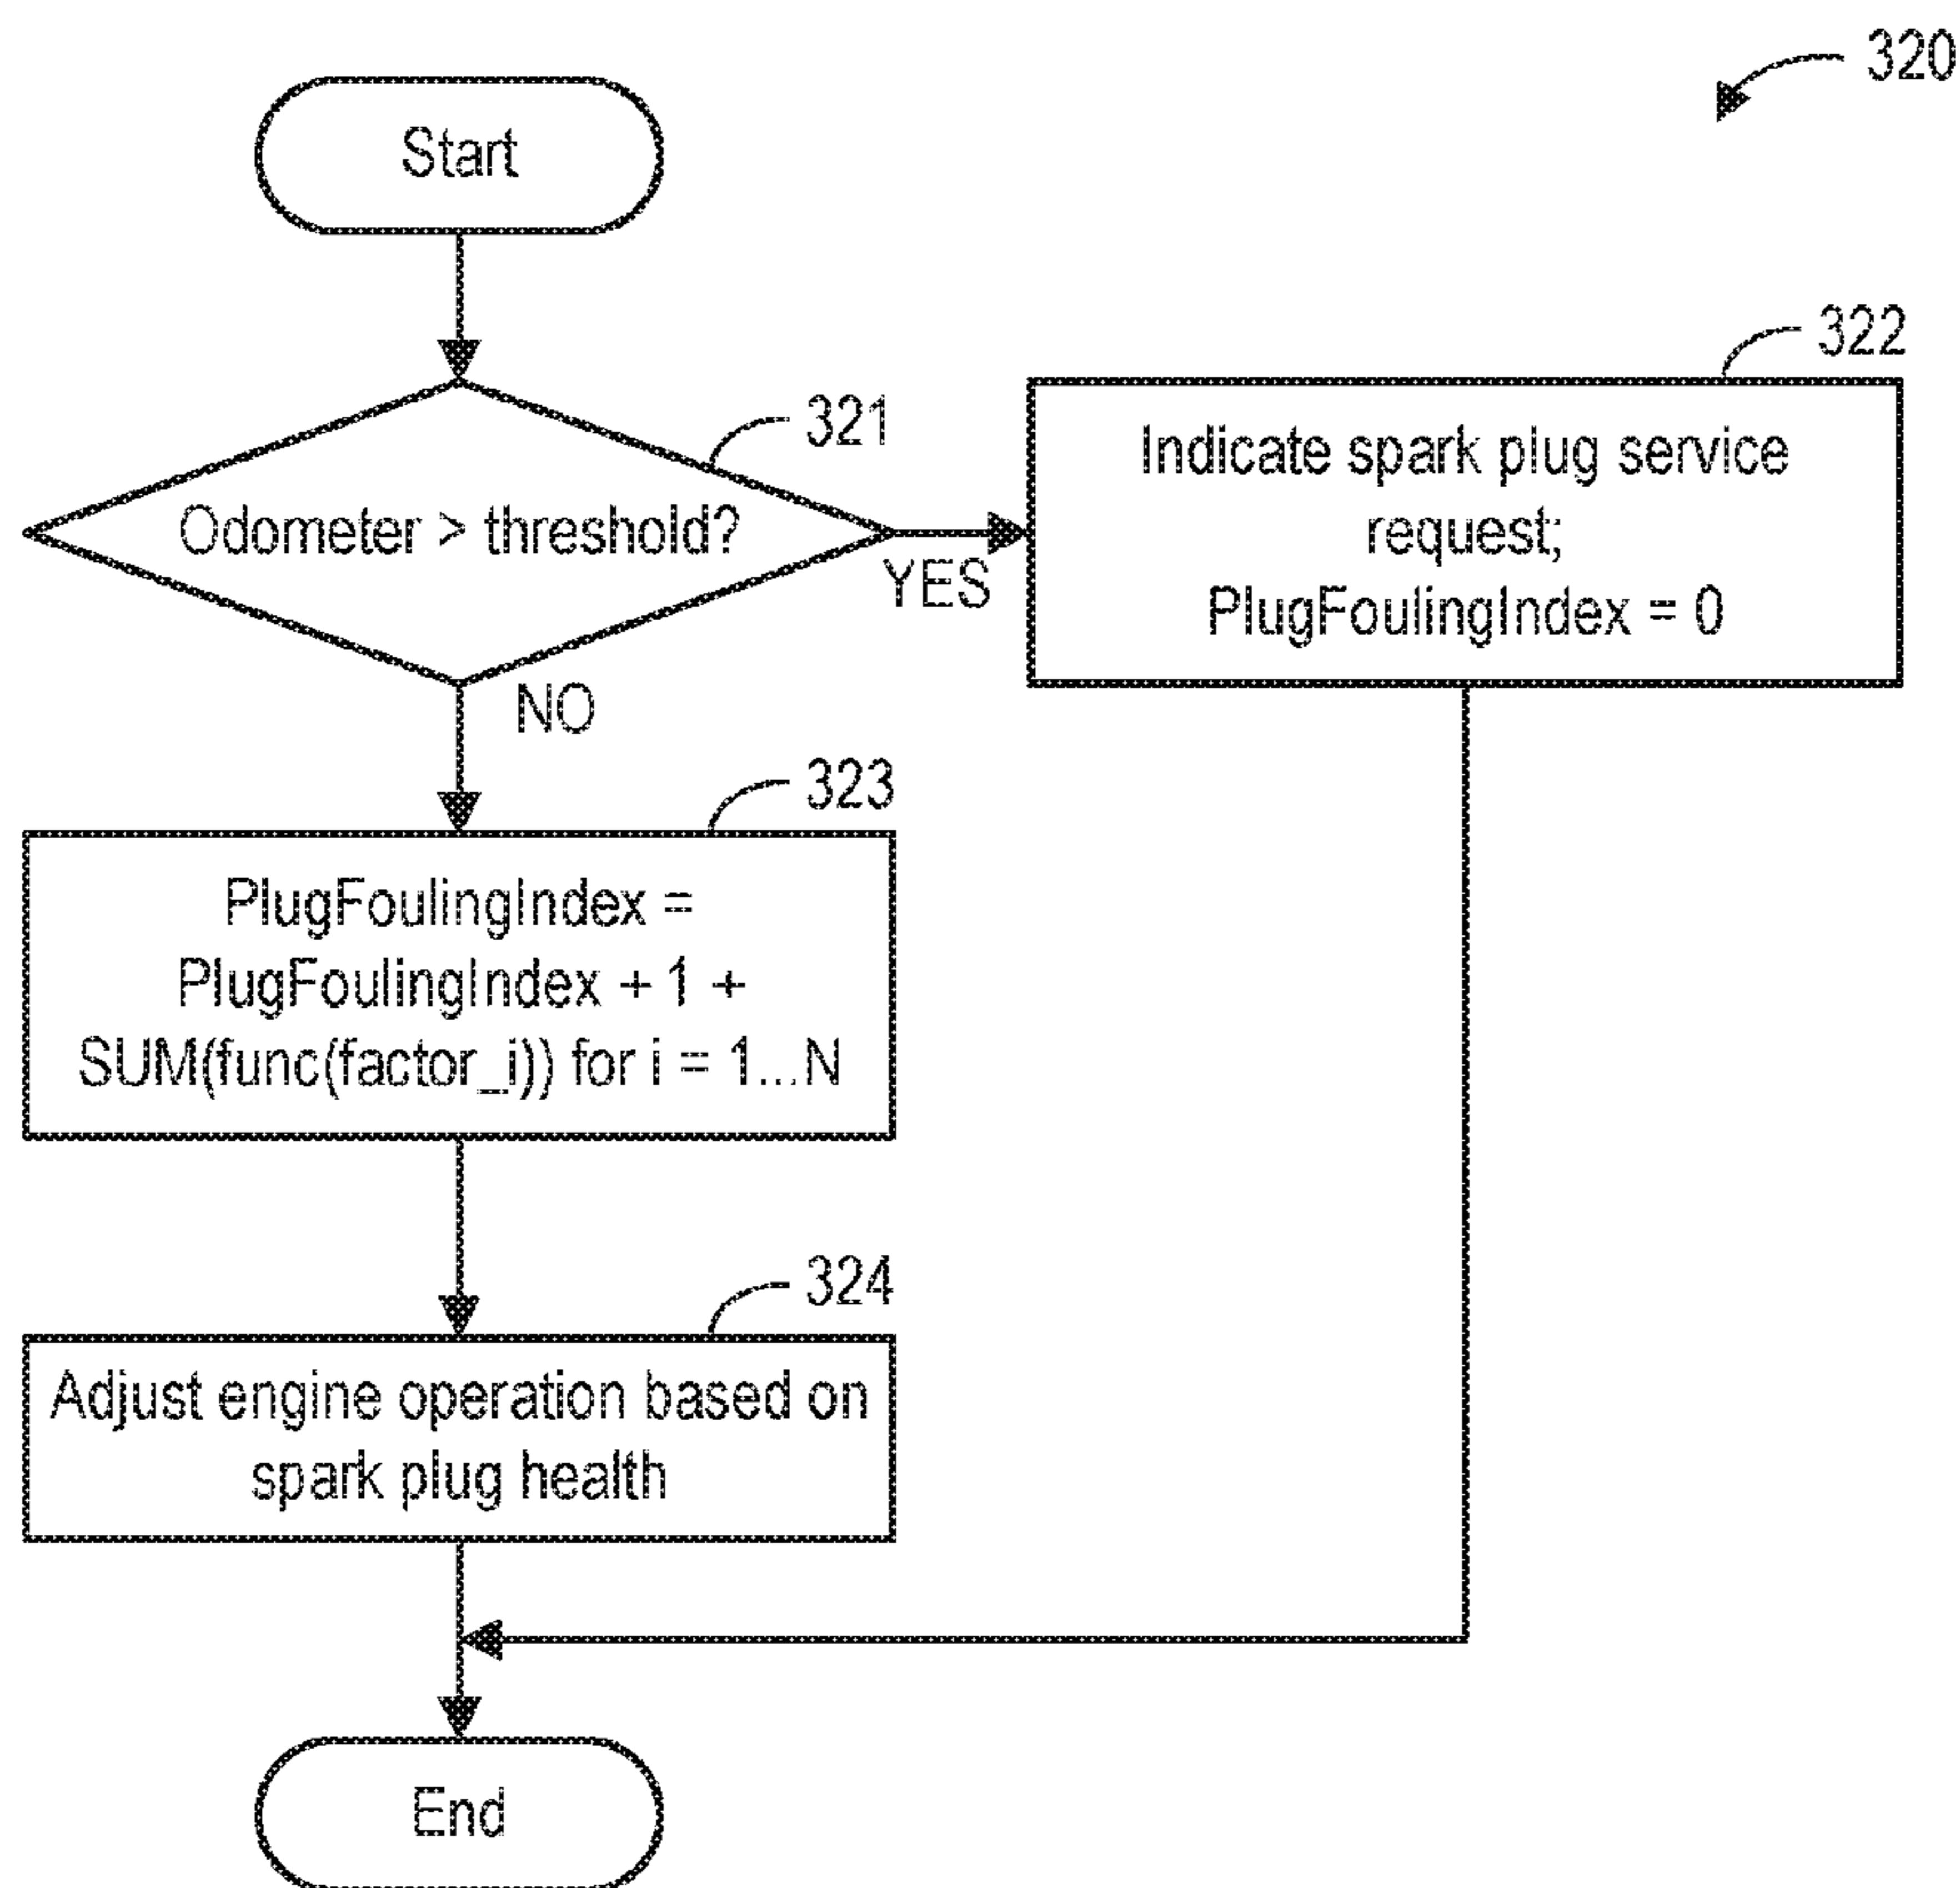 320
Start
321
Odometer > threshold?
YES
NO
322
Indicate spark plug service
request;
PlugFoulingIndex = 0
323
PlugFoulingIndex =
PlugFoulingIndex + 1 +
SUM(func(factor_i)) for i = 1...N
324
Adjust engine operation based on
spark plug health
End